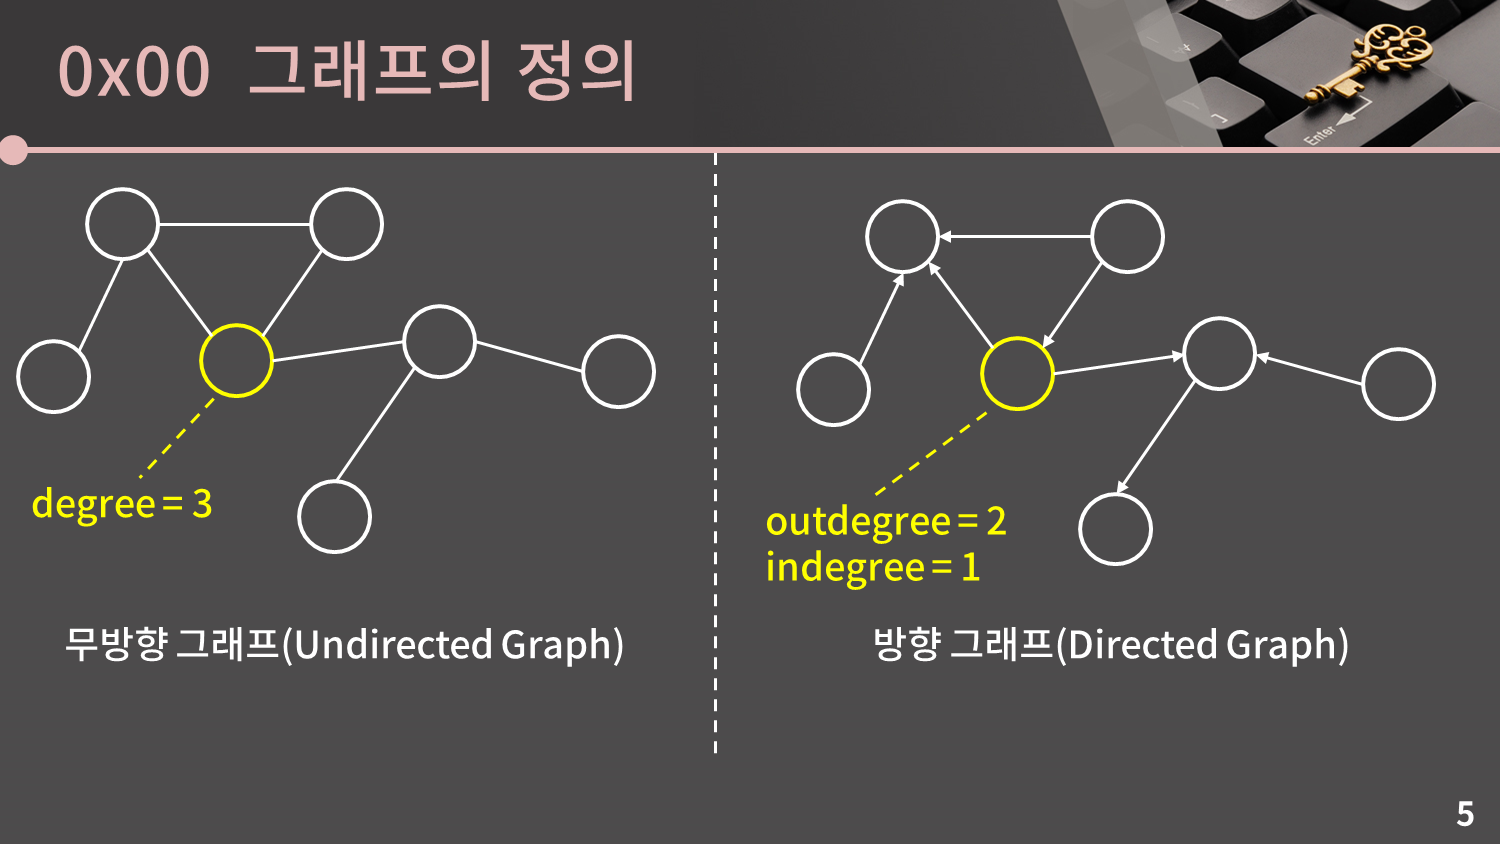 0x00 그래프의 정의
Enter
degree = 3
outdegree = 2
indegree = 1
무방향 그래프(Undirected Graph)
방향 그래프(Directed Graph)
5